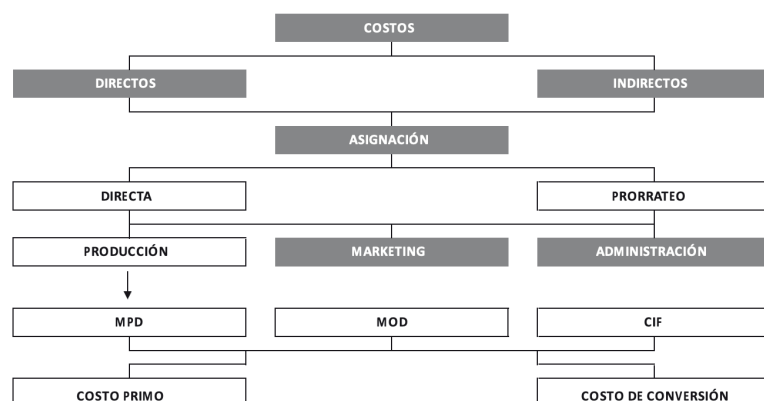 COSTOS
DIRECTOS
INDIRECTOS
ASIGNACIÓN
DIRECTA
PRORRATEO
PRODUCCIÓN
MARKETING
ADMINISTRACIÓN
MPD
MOD
CIF
COSTO PRIMO
COSTO DE CONVERSIÓN